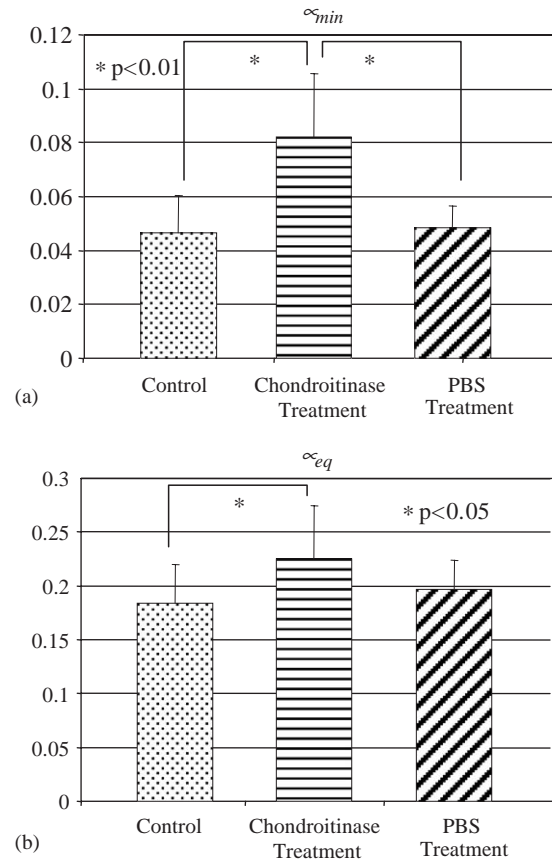 ∝min
0.12
* p<0.01
*
*
0.1
0.08
0.06
0.04
0.02
0
Control
Chondroitinase
Treatment
PBS
Treatment
(a)
∝eq
0.3
*
* p<0.05
0.25
0.2
0.15
0.1
0.05
0
Control
Chondroitinase
Treatment
PBS
Treatment
(b)